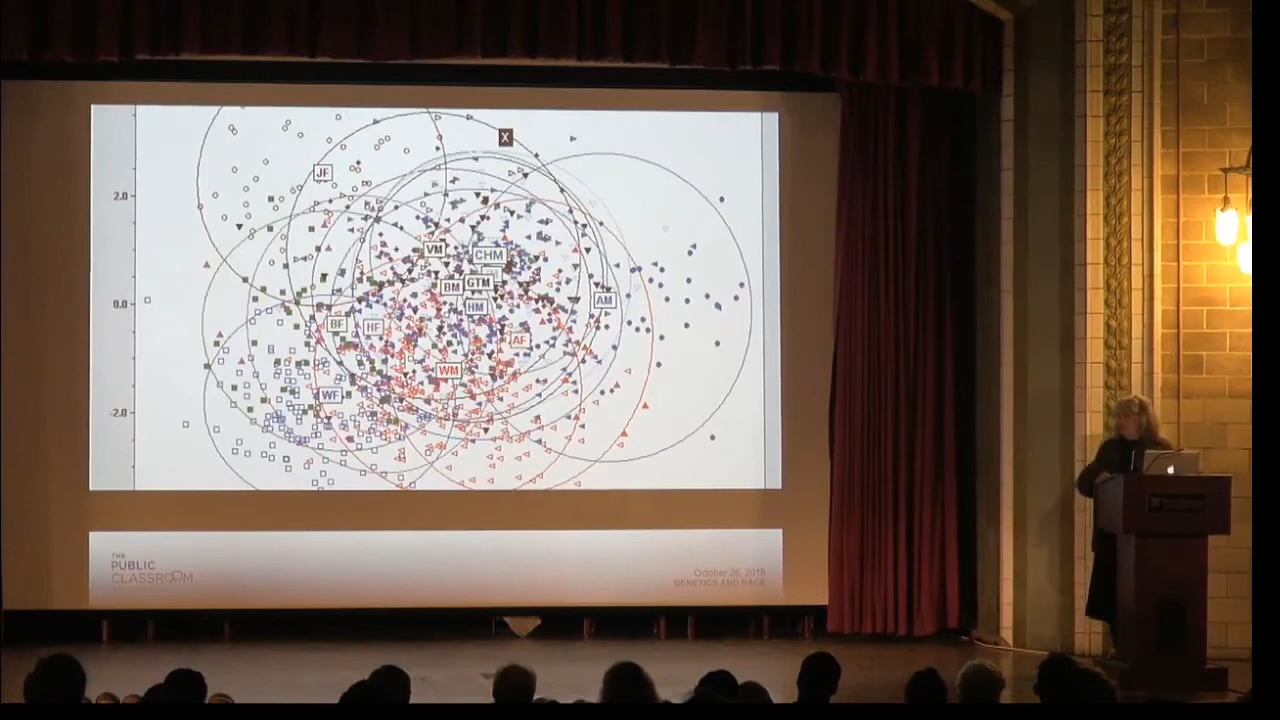 X
JF
2.0
VM
CHM
BM
GTM
AM
0.0
HM
BF
HF
AF
WM
WF
-2.0
THE
PUBLIC
CLASSROOM
October 26, 2016
GENETICS AND RACE